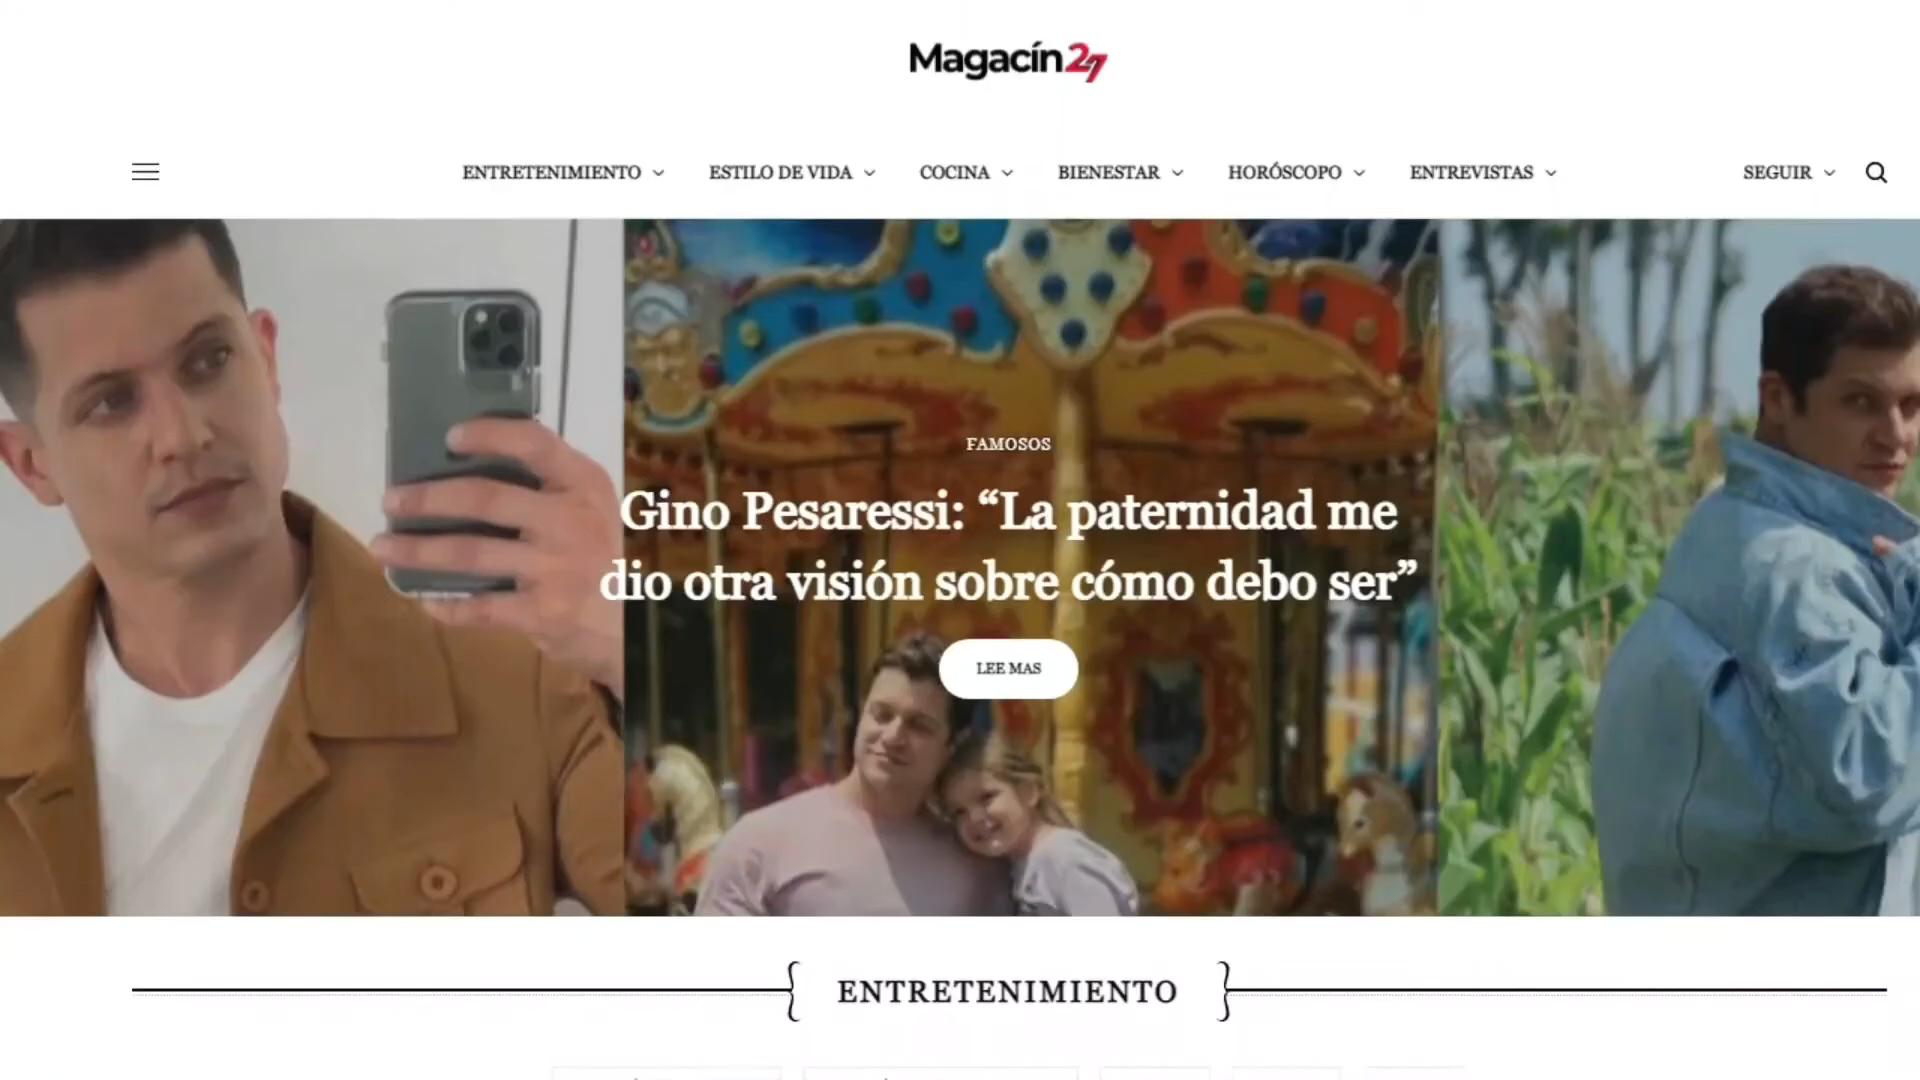 Magacín27
ENTRETENIMIENTO ESTILO DE VIDA COCINA BIENESTAR HORÓSCOPO ENTREVISTAS SEGUIR
FAMOSOS
Gino Pesaressi: “La paternidad me
dio otra visión sobre cómo debo ser”
LEE MAS
ENTRETENIMIENTO